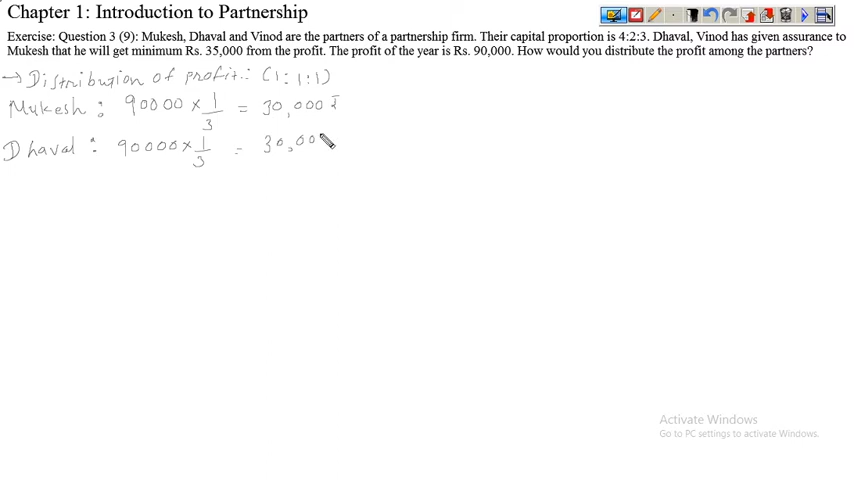 Chapter 1: Introduction to Partnership
Exercise: Question 3 (9): Mukesh, Dhaval and Vinod are the partners of a partnership firm. Their capital proportion is 4:2:3. Dhaval, Vinod has given assurance to
Mukesh that he will get minimum Rs. 35,000 from the profit. The profit of the year is Rs. 90,000. How would you distribute the profit among the partners?
→ Distribution of profit: (1:1:1)
Mukesh : 90000 × 1/3 = 30,000 ₹
Dhaval : 90000 × 1/3 = 30,00
Activate Windows
Go to PC settings to activate Windows.